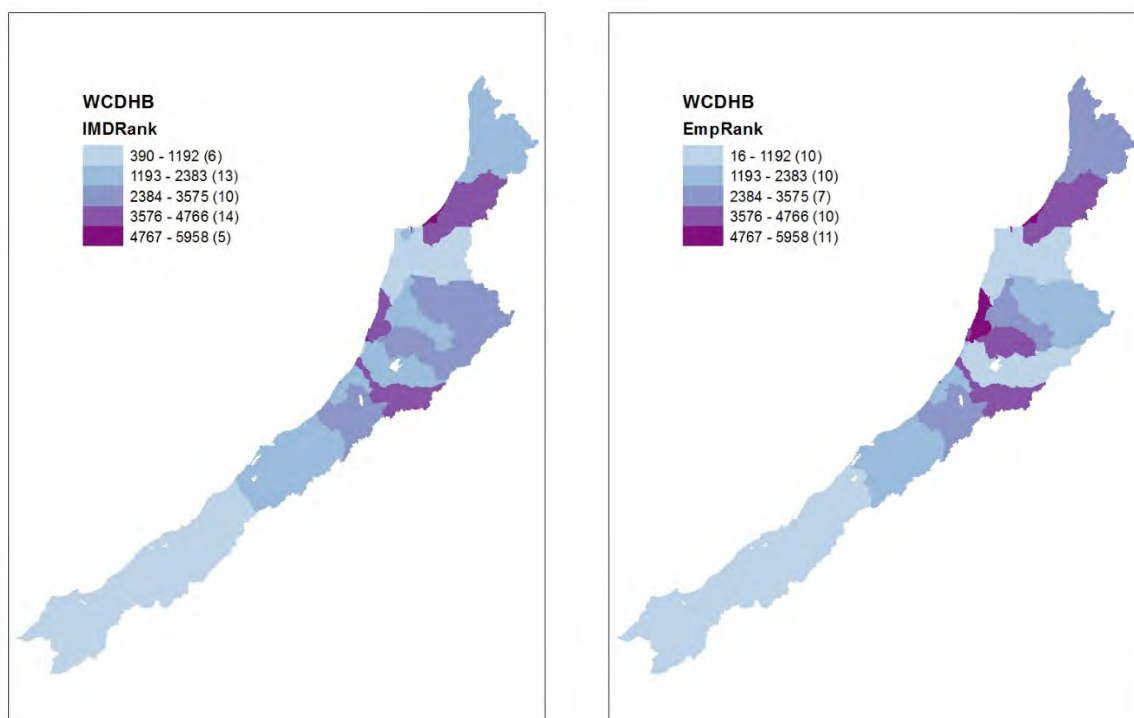 WCDHB
IMDRank
390 - 1192 (6)
1193 - 2383 (13)
2384 - 3575 (10)
3576 - 4766 (14)
4767 - 5958 (5)
WCDHB
EmpRank
16 - 1192 (10)
1193 - 2383 (10)
2384 - 3575 (7)
3576 - 4766 (10)
4767 - 5958 (11)